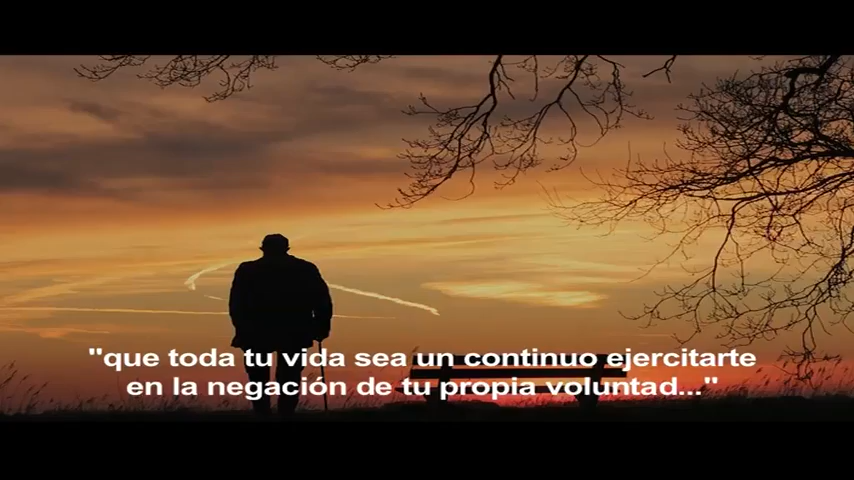 "que toda tu vida sea un continuo ejercitarte
en la negación de tu propia voluntad..."